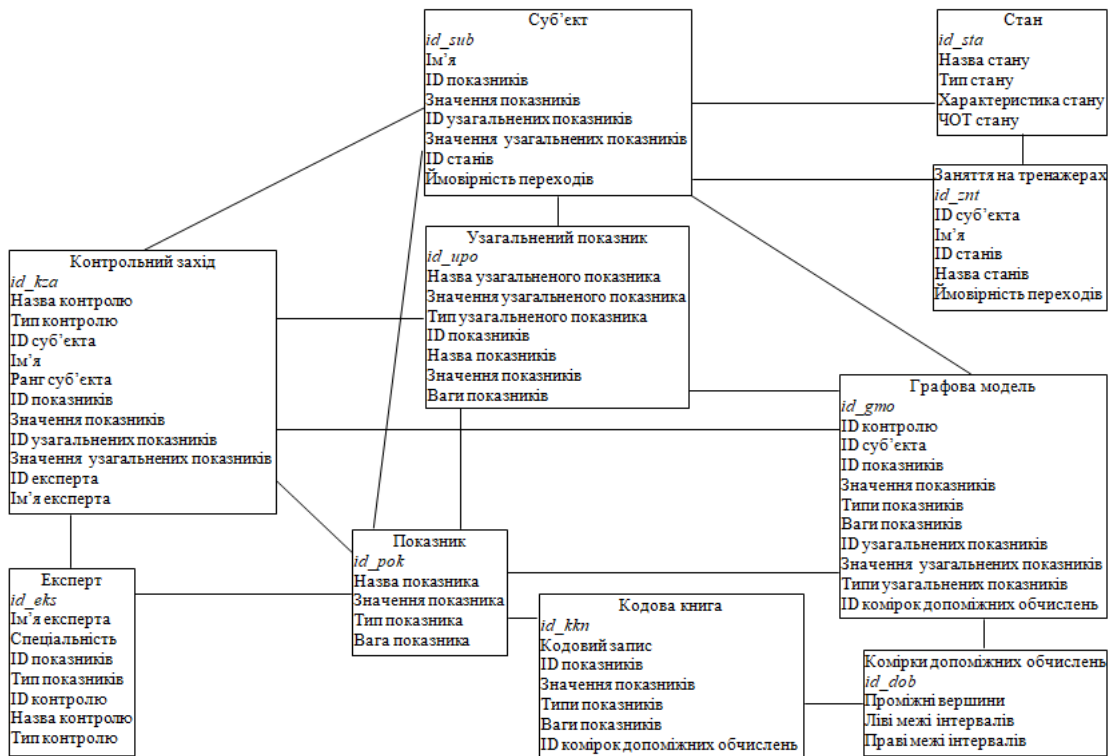 Суб’єкт
id_sub
Ім’я
ID показників
Значення показників
ID узагальнених показників
Значення узагальнених показників
ID станів
Ймовірність переходів
Стан
id_sta
Назва стану
Тип стану
Характеристика стану
ЧОТ стану
Заняття на тренажерах
id_znt
ID суб’єкта
Ім’я
ID станів
Назва станів
Ймовірність переходів
Узагальнений показник
id_upo
Назва узагальненого показника
Значення узагальненого показника
Тип узагальненого показника
ID показників
Назва показників
Значення показників
Ваги показників
Контрольний захід
id_kza
Назва контролю
Тип контролю
ID суб’єкта
Ім’я
Ранг суб’єкта
ID показників
Значення показників
ID узагальнених показників
Значення узагальнених показників
ID експерта
Ім’я експерта
Графова модель
id_gmo
ID контролю
ID суб’єкта
ID показників
Значення показників
Типи показників
Ваги показників
ID узагальнених показників
Значення узагальнених показників
Типи узагальнених показників
ID комірок допоміжних обчислень
Показник
id_pok
Назва показника
Значення показника
Тип показника
Вага показника
Експерт
id_eks
Ім’я експерта
Спеціальність
ID показників
Тип показників
ID контролю
Назва контролю
Тип контролю
Кодова книга
id_kkn
Кодовий запис
ID показників
Значення показників
Типи показників
Ваги показників
ID комірок допоміжних обчислень
Комірки допоміжних обчислень
id_dob
Проміжні вершини
Ліві межі інтервалів
Праві межі інтервалів